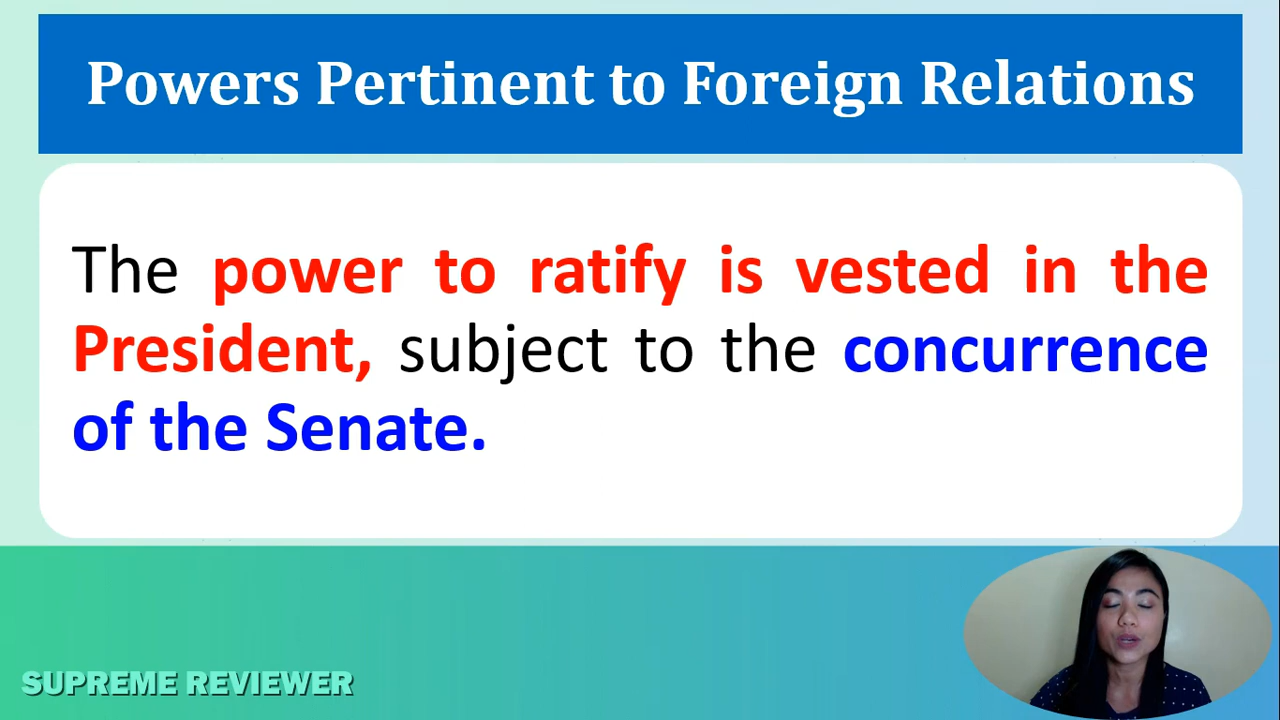 Powers Pertinent to Foreign Relations
The power to ratify is vested in the
President, subject to the concurrence
of the Senate.
SUPREME REVIEWER